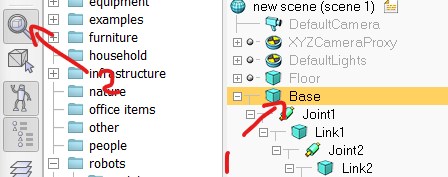 equipment
examples
furniture
household
infrastructure
nature
office items
other
people
robots
2
new scene (scene 1)
DefaultCamera
XYZCameraProxy
DefaultLights
Floor
Base
Joint1
Link1
Joint2
Link2
1